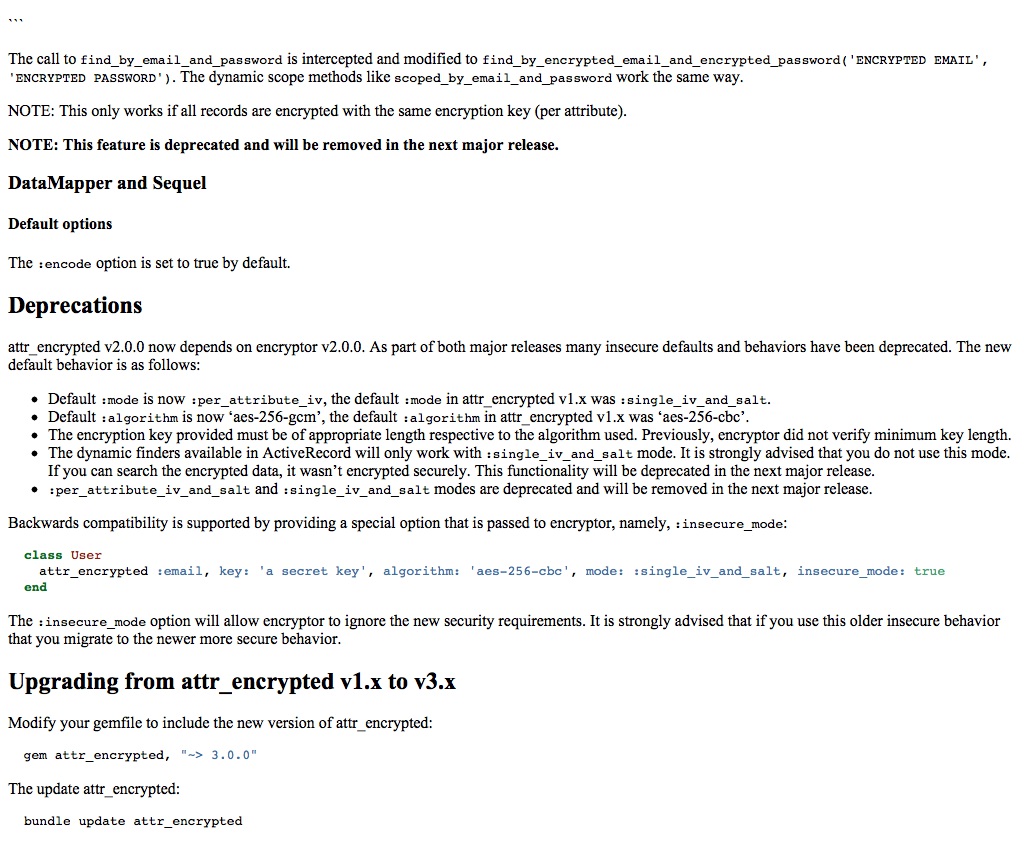 ```
The call to find_by_email_and_password is intercepted and modified to find_by_encrypted_email_and_encrypted_password('ENCRYPTED EMAIL',
'ENCRYPTED PASSWORD'). The dynamic scope methods like scoped_by_email_and_password work the same way.
NOTE: This only works if all records are encrypted with the same encryption key (per attribute).
NOTE: This feature is deprecated and will be removed in the next major release.
DataMapper and Sequel
Default options
The :encode option is set to true by default.
Deprecations
attr_encrypted v2.0.0 now depends on encryptor v2.0.0. As part of both major releases many insecure defaults and behaviors have been deprecated. The new
default behavior is as follows:
• Default :mode is now :per_attribute_iv, the default :mode in attr_encrypted v1.x was :single_iv_and_salt.
• Default :algorithm is now ‘aes-256-gcm’, the default :algorithm in attr_encrypted v1.x was ‘aes-256-cbc’.
• The encryption key provided must be of appropriate length respective to the algorithm used. Previously, encryptor did not verify minimum key length.
• The dynamic finders available in ActiveRecord will only work with :single_iv_and_salt mode. It is strongly advised that you do not use this mode.
If you can search the encrypted data, it wasn’t encrypted securely. This functionality will be deprecated in the next major release.
• :per_attribute_iv_and_salt and :single_iv_and_salt modes are deprecated and will be removed in the next major release.
Backwards compatibility is supported by providing a special option that is passed to encryptor, namely, :insecure_mode:
class User
attr_encrypted :email, key: 'a secret key', algorithm: 'aes-256-cbc', mode: :single_iv_and_salt, insecure_mode: true
end
The :insecure_mode option will allow encryptor to ignore the new security requirements. It is strongly advised that if you use this older insecure behavior
that you migrate to the newer more secure behavior.
Upgrading from attr_encrypted v1.x to v3.x
Modify your gemfile to include the new version of attr_encrypted:
gem attr_encrypted, "~> 3.0.0"
The update attr_encrypted:
bundle update attr_encrypted